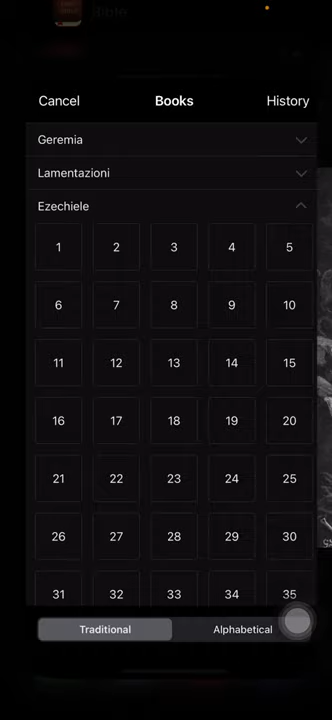 Bible
Cancel Books History
Geremia
Lamentazioni
Ezechiele
1 2 3 4 5
6 7 8 9 10
11 12 13 14 15
16 17 18 19 20
21 22 23 24 25
26 27 28 29 30
31 32 33 34 35
Traditional Alphabetical